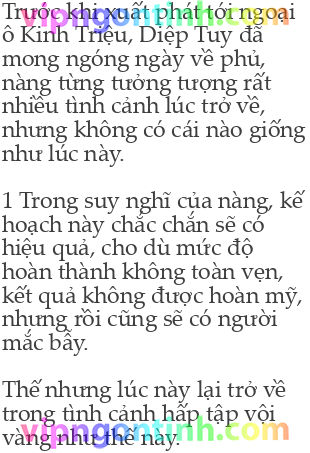 Trước khi xuất phát tới ngoại
ô Kinh Triệu, Diệp Tuy đã
mong ngóng ngày về phủ,
nàng từng tưởng tượng rất
nhiều tình cảnh lúc trở về,
nhưng không có cái nào giống
như lúc này.
1 Trong suy nghĩ của nàng, kế
hoạch này chắc chắn sẽ có
hiệu quả, cho dù mức độ
hoàn thành không toàn vẹn,
kết quả không được hoàn mỹ,
nhưng rồi cũng sẽ có người
mắc bẫy.
Thế nhưng lúc này lại trở về
trong tình cảnh hấp tập vội
vàng như thế này.
vipngontinh.com
vipngontinh.com